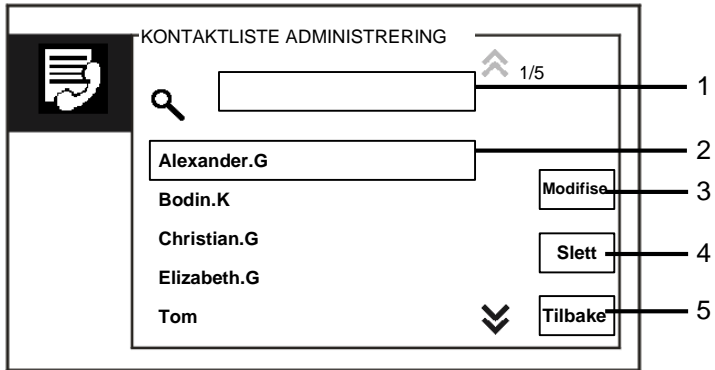 KONTAKTLISTE ADMINISTRERING
1/5
1
Alexander.G
2
Bodin.K
Modifise
3
Christian.G
Slett
4
Elizabeth.G
Tom
Tilbake
5